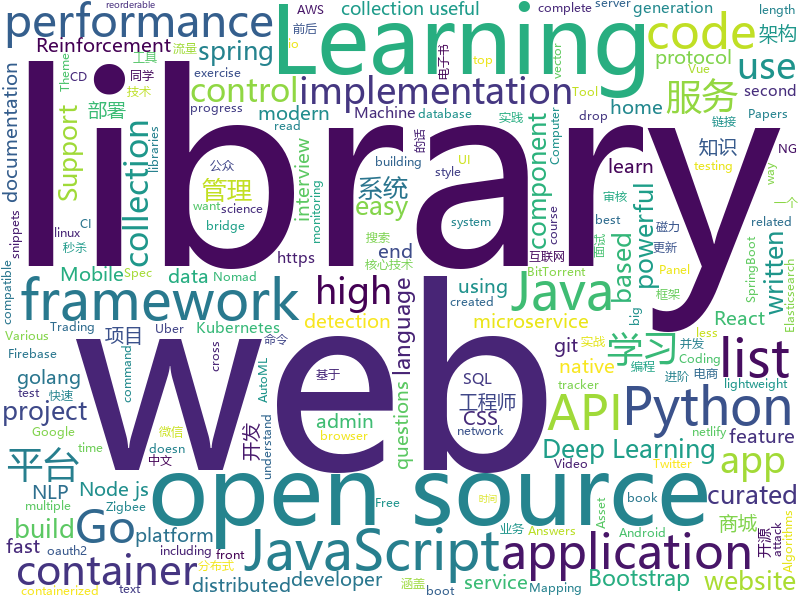 reorderable
AWS
collection useful
server
generation
performance
Learning
前后
complete
length
Reinforcement
流量
io
电子书
top
code
架构
documentation
工具
Theme
CD
同学
spring
vector
Vue
技术
exercise
control
protocol
use
progress
implementation
Tool
链接
second
Support
部署
Machine
database
实践
服务
home
Papers
library
modern
read
drop
Computer
的话
building
UI
learn
知识
NG
libraries
公众
style
testing
way
snippets
collection
管理
interview
monitoring
want
science
系统
component
course
审核
best
linux
CI
easy
system
powerful
磁力
related
一个
秒杀
bridge
搜索
end
互联网
面试
更新
compatible
Spec
https
核心技术
BitTorrent
based
Panel
written
SpringBoot
Elasticsearch
Mobile
data
Nomad
high
using
Java
created
框架
framework
Trading
Uber
命令
language
microservice
big
React
less
Various
Kubernetes
detection
git
实战
并发
list
Firebase
项目
cross
AutoML
基于
native
学习
Coding
电商
golang
test
快速
command
SQL
编程
进阶
lightweight
project
Google
questions
工程师
API
Python
tracker
web
time
中文
微信
doesn
understand
admin
CSS
network
Deep Learning
Twitter
netlify
feature
开发
browser
平台
NLP
Node js
Zigbee
open source
app
Video
book
curated
build
Go
multiple
platform
Free
时间
Asset
Android
商城
业务
Answers
fast
oauth2
including
front
JavaScript
application
开源
attack
Algorithms
container
分布式
distributed
developer
service
Bootstrap
website
containerized
text
涵盖
boot
Mapping